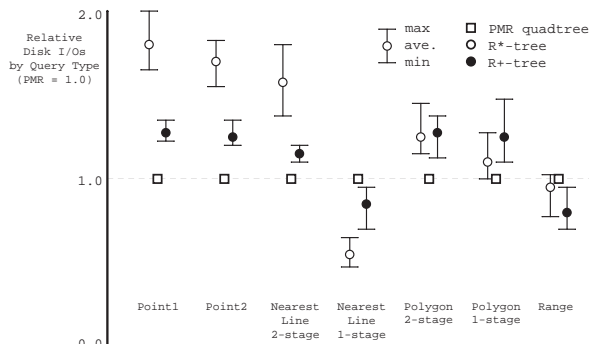 2.0
Relative
Disk I/Os
by Query Type
(PMR = 1.0)
max
ave.
min
PMR quadtree
R*-tree
R+-tree
1.0
Point1
Point2
Nearest
Line
2-stage
Nearest
Line
1-stage
Polygon
2-stage
Polygon
1-stage
Range
0.0